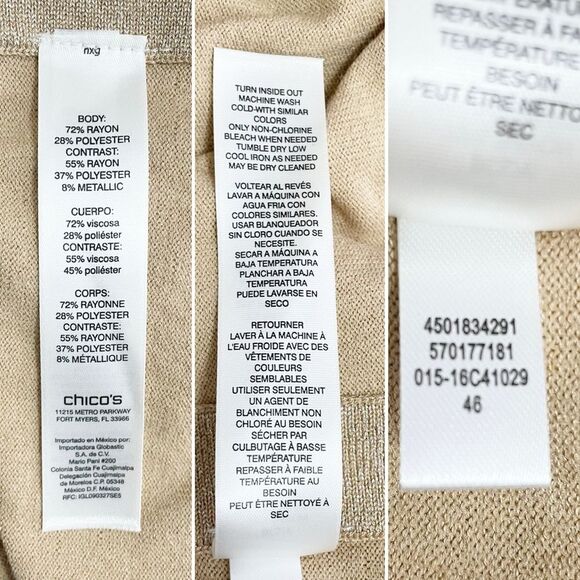 nxg
BODY:
72% RAYON
28% POLYESTER
CONTRAST:
55% RAYON
37% POLYESTER
8% METALLIC
CUERPO:
72% viscosa
28% poliéster
CONTRASTE:
55% viscosa
45% poliéster
CORPS:
72% RAYONNE
28% POLYESTER
CONTRASTE:
55% RAYONNE
37% POLYESTER
8% MÉTALLIQUE
chico's
11215 METRO PARKWAY
FORT MYERS, FL 33966
Importado en México por:
Importadora Globastic
S.A. de C.V.
Mario Pani #200
Colonia Santa Fe Cuajimalpa
Delegación Cuajimalpa
de Morelos C.P. 05348
México D.F. México
RFC: IGL090327SE5
TURN INSIDE OUT
MACHINE WASH
COLD-WITH SIMILAR
COLORS
ONLY NON-CHLORINE
BLEACH WHEN NEEDED
TUMBLE DRY LOW
COOL IRON AS NEEDED
MAY BE DRY CLEANED
VOLTEAR AL REVÉS
LAVAR A MÁQUINA CON
AGUA FRIA CON
COLORES SIMILARES.
USAR BLANQUEADOR
SIN CLORO CUANDO SE
NECESITE.
SECAR A MÁQUINA A
BAJA TEMPERATURA
PLANCHAR A BAJA
TEMPERATURA
PUEDE LAVARSE EN
SECO
RETOURNER
LAVER À LA MACHINE À
L'EAU FROIDE AVEC DES
VÊTEMENTS DE
COULEURS
SEMBLABLES
UTILISER SEULEMENT
UN AGENT DE
BLANCHIMENT NON
CHLORÉ AU BESOIN
SÉCHER PAR
CULBUTAGE À BASSE
TEMPÉRATURE
REPASSER À FAIBLE
TEMPÉRATURE AU
BESOIN
PEUT ÊTRE NETTOYÉ À
SEC
REPASSER À FAIBLE
TEMPÉRATURE
BESOIN
PEUT ÊTRE NETTOY
SEC
4501834291
570177181
015-16C41029
46